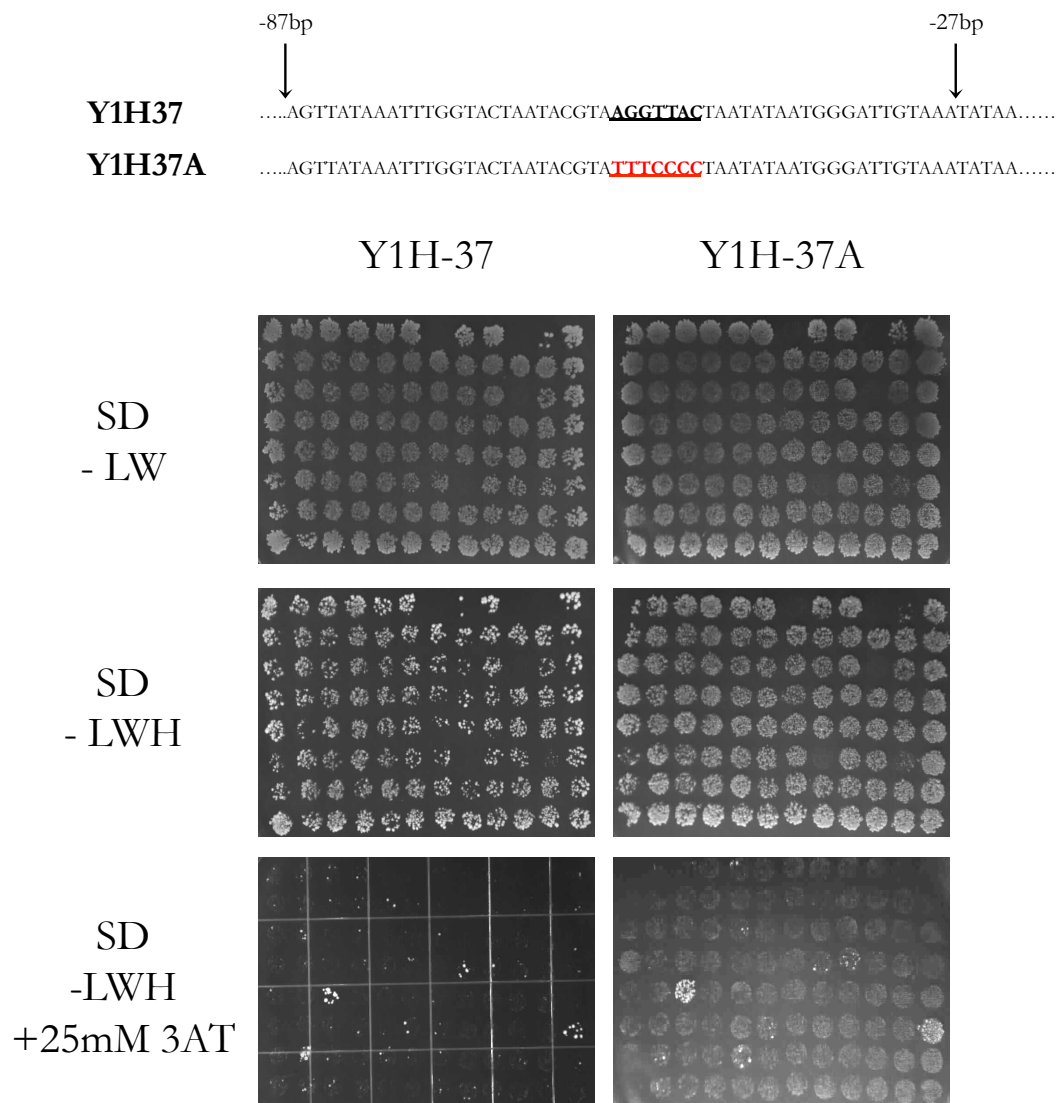 -87bp -27bp
Y1H37 …..AGTTATAAATTTGGTACTAATACGTAAGGTTACTAATATAATGGGATTGTAAATATAA……
Y1H37A …..AGTTATAAATTTGGTACTAATACGTATTTCCCCTAATATAATGGGATTGTAAATATAA……
Y1H-37 Y1H-37A
SD
- LW
SD
- LWH
SD
-LWH
+25mM 3AT